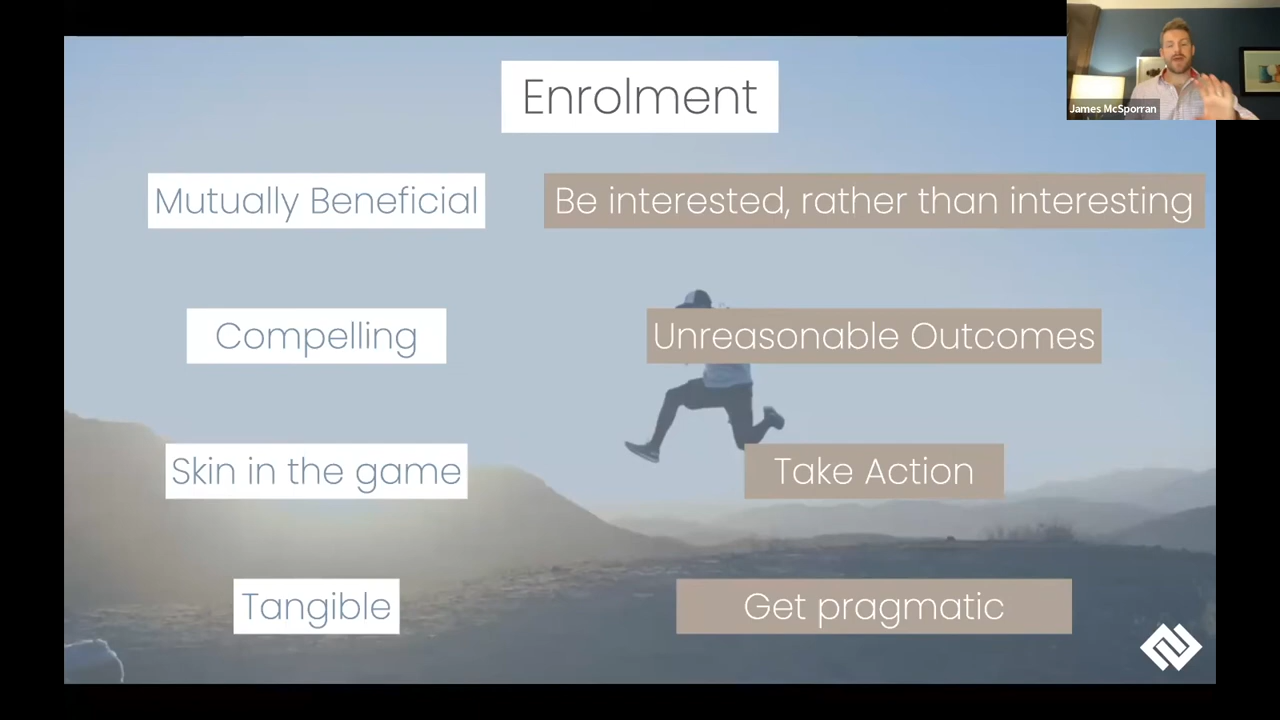 Enrolment
James McSporran
Mutually Beneficial
Be interested, rather than interesting
Compelling
Unreasonable Outcomes
Skin in the game
Take Action
Tangible
Get pragmatic